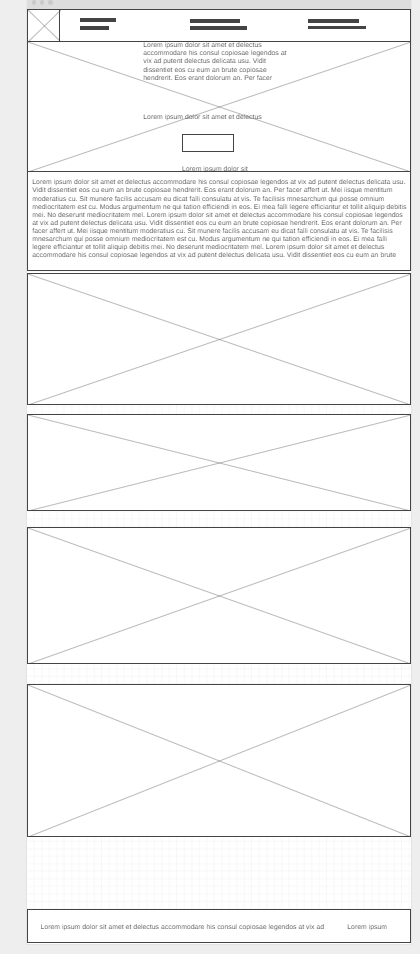 Lorem ipsum dolor sit amet et delectus
accommodare his consul copiosae legendos at
vix ad putent delectus delicata usu. Vidit
dissentiet eos cu eum an brute copiosae
hendrerit. Eos erant dolorum an. Per facer
Lorem ipsum dolor sit amet et delectus
Lorem ipsum dolor sit
Lorem ipsum dolor sit amet et delectus accommodare his consul copiosae legendos at vix ad putent delectus delicata usu.
Vidit dissentiet eos cu eum an brute copiosae hendrerit. Eos erant dolorum an. Per facer affert ut. Mei iisque mentitum
moderatius cu. Sit munere facilis accusam eu dicat falli consulatu at vis. Te facilisis mnesarchum qui posse omnium
mediocritatem est cu. Modus argumentum ne qui tation efficiendi in eos. Ei mea falli legere efficiantur et tollit aliquip debitis
mei. No deserunt mediocritatem mel. Lorem ipsum dolor sit amet et delectus accommodare his consul copiosae legendos
at vix ad putent delectus delicata usu. Vidit dissentiet eos cu eum an brute copiosae hendrerit. Eos erant dolorum an. Per
facer affert ut. Mei iisque mentitum moderatius cu. Sit munere facilis accusam eu dicat falli consulatu at vis. Te facilisis
mnesarchum qui posse omnium mediocritatem est cu. Modus argumentum ne qui tation efficiendi in eos. Ei mea falli
legere efficiantur et tollit aliquip debitis mei. No deserunt mediocritatem mel. Lorem ipsum dolor sit amet et delectus
accommodare his consul copiosae legendos at vix ad putent delectus delicata usu. Vidit dissentiet eos cu eum an brute
Lorem ipsum dolor sit amet et delectus accommodare his consul copiosae legendos at vix ad
Lorem ipsum